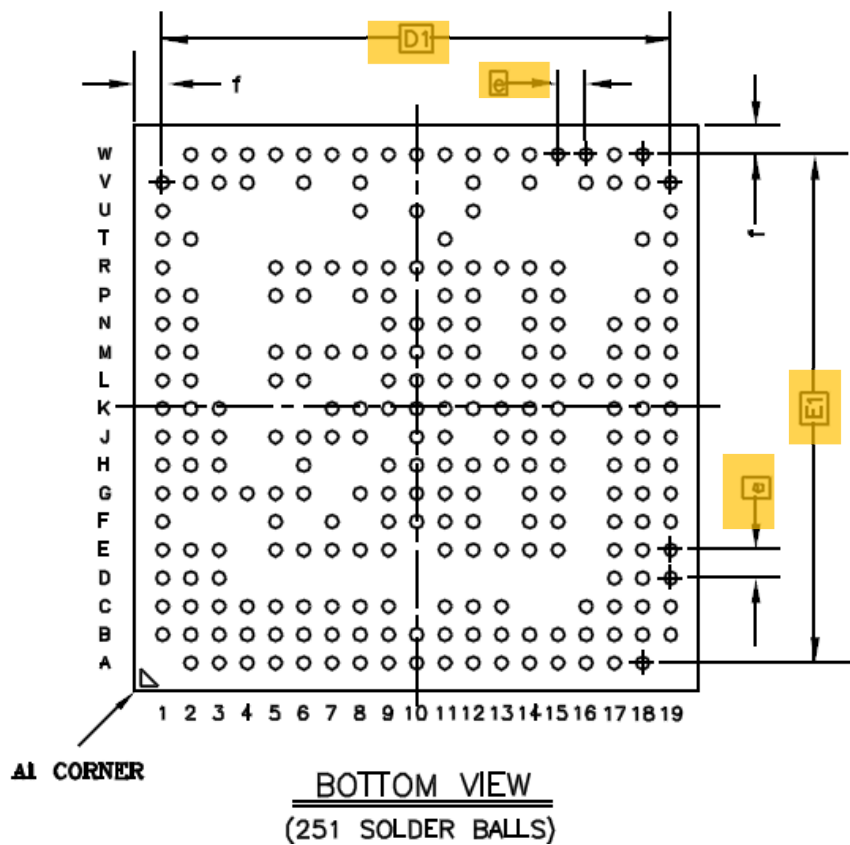 D1
f
e
f
W
V
U
T
R
P
N
M
L
K
J
H
G
F
E
D
C
B
A
E1
e
1 2 3 4 5 6 7 8 9 10 11 12 13 14 15 16 17 18 19
A1 CORNER
BOTTOM VIEW
(251 SOLDER BALLS)